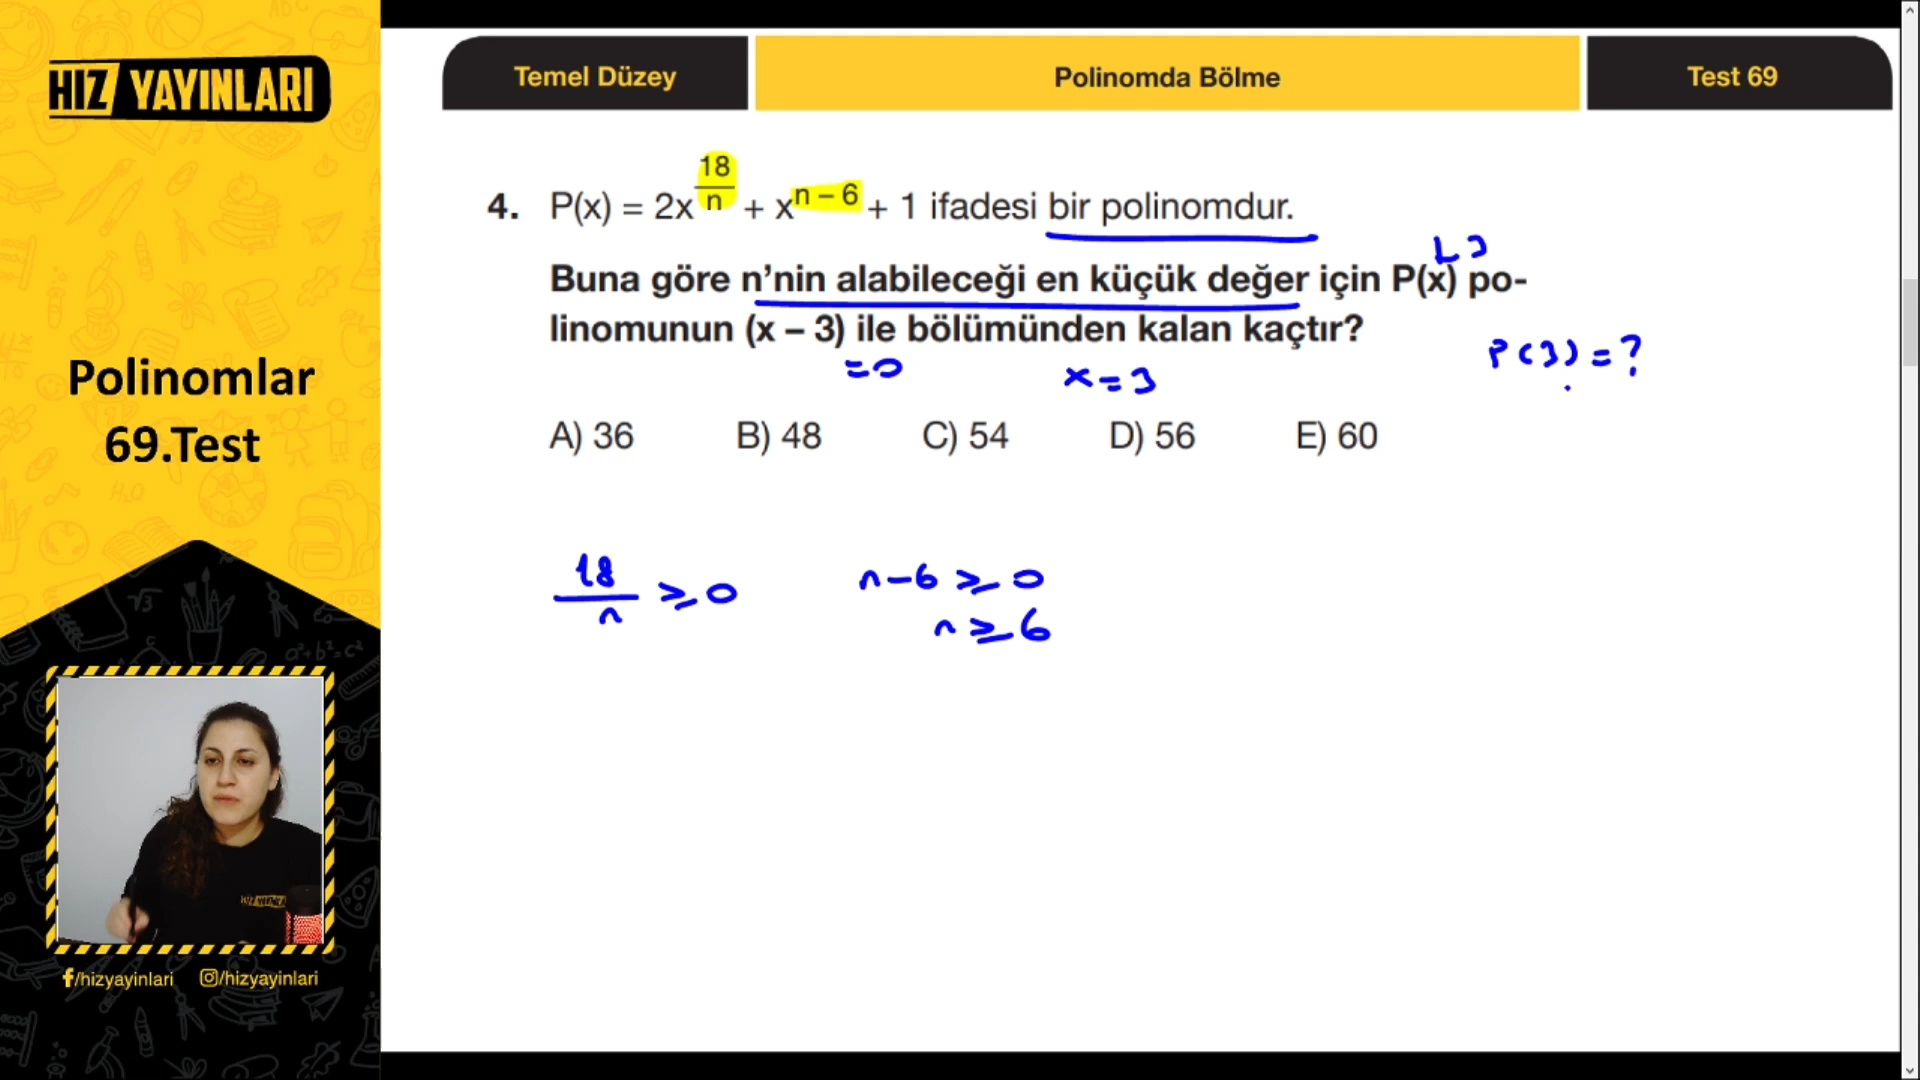 HIZ YAYINLARI
Temel Düzey
Polinomda Bölme
Test 69
4. P(x) = 2x^(18/n) + x^(n – 6) + 1 ifadesi bir polinomdur.
Buna göre n’nin alabileceği en küçük değer için P(x) po-
linomunun (x – 3) ile bölümünden kalan kaçtır?
=0
x=3
P(3)=?
A) 36 B) 48 C) 54 D) 56 E) 60
18/n ≥ 0
n-6 ≥ 0
n ≥ 6
Polinomlar
69.Test
/hizyayinlari /hizyayinlari